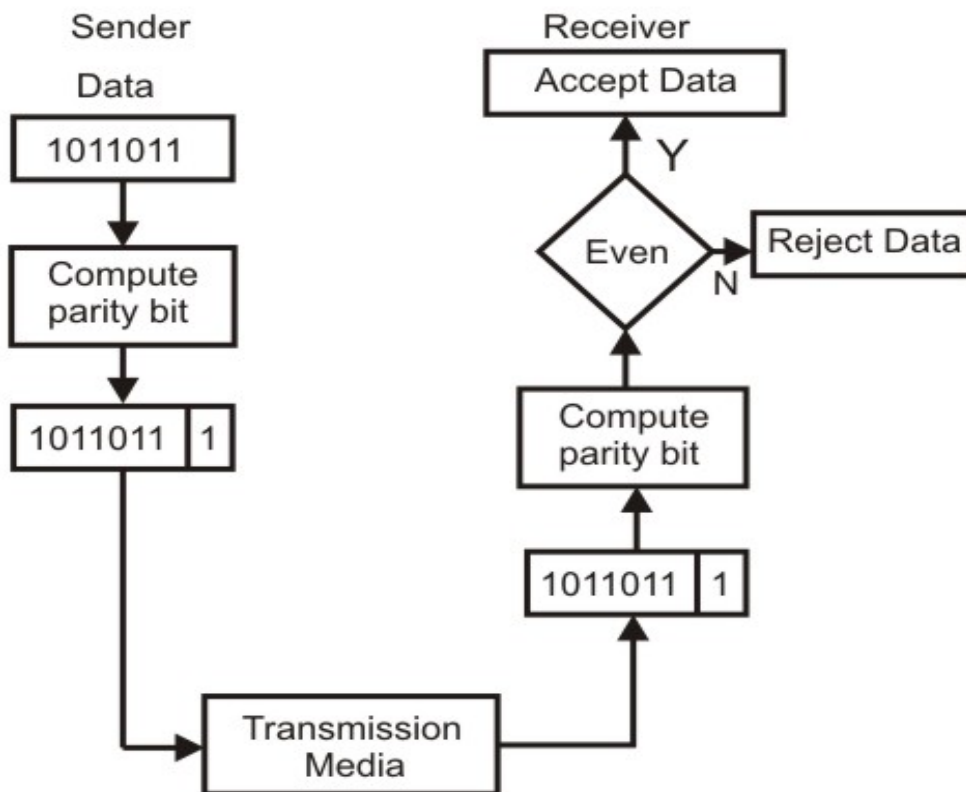 Sender
Data
1011011
Compute
parity bit
1011011 1
Transmission
Media
Receiver
Accept Data
Y
Even
N
Reject Data
Compute
parity bit
1011011 1